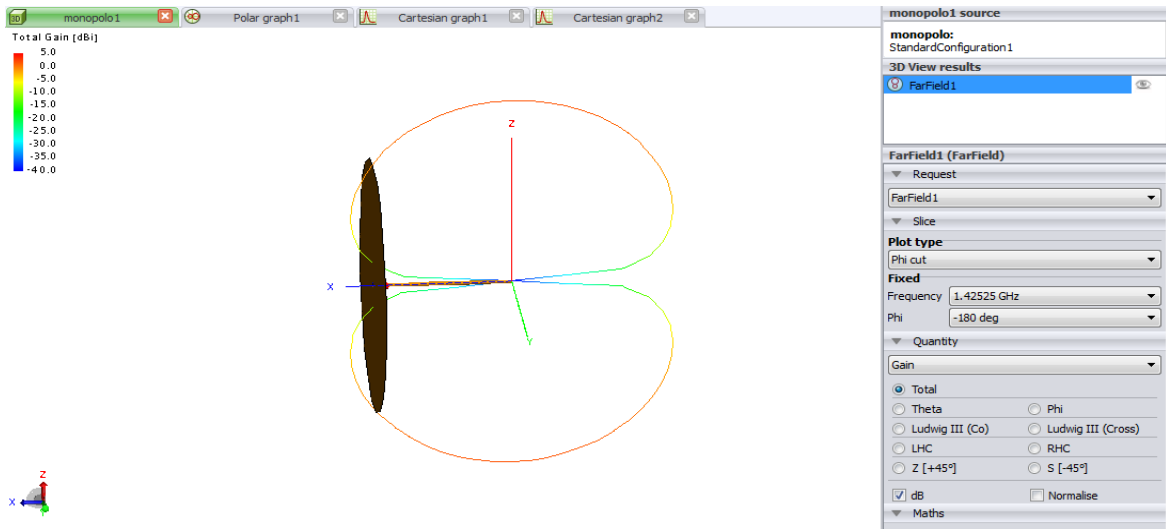 monopolo1
Polar graph1
Cartesian graph1
Cartesian graph2
Total Gain [dBi]
5.0
0.0
-5.0
-10.0
-15.0
-20.0
-25.0
-30.0
-35.0
-40.0
Z
X
Y
Z
X
monopolo1 source
monopolo:
StandardConfiguration1
3D View results
FarField1
FarField1 (FarField)
Request
FarField1
Slice
Plot type
Phi cut
Fixed
Frequency 1.42525 GHz
Phi -180 deg
Quantity
Gain
Total
Theta Phi
Ludwig III (Co) Ludwig III (Cross)
LHC RHC
Z [+45°] S [-45°]
dB Normalise
Maths